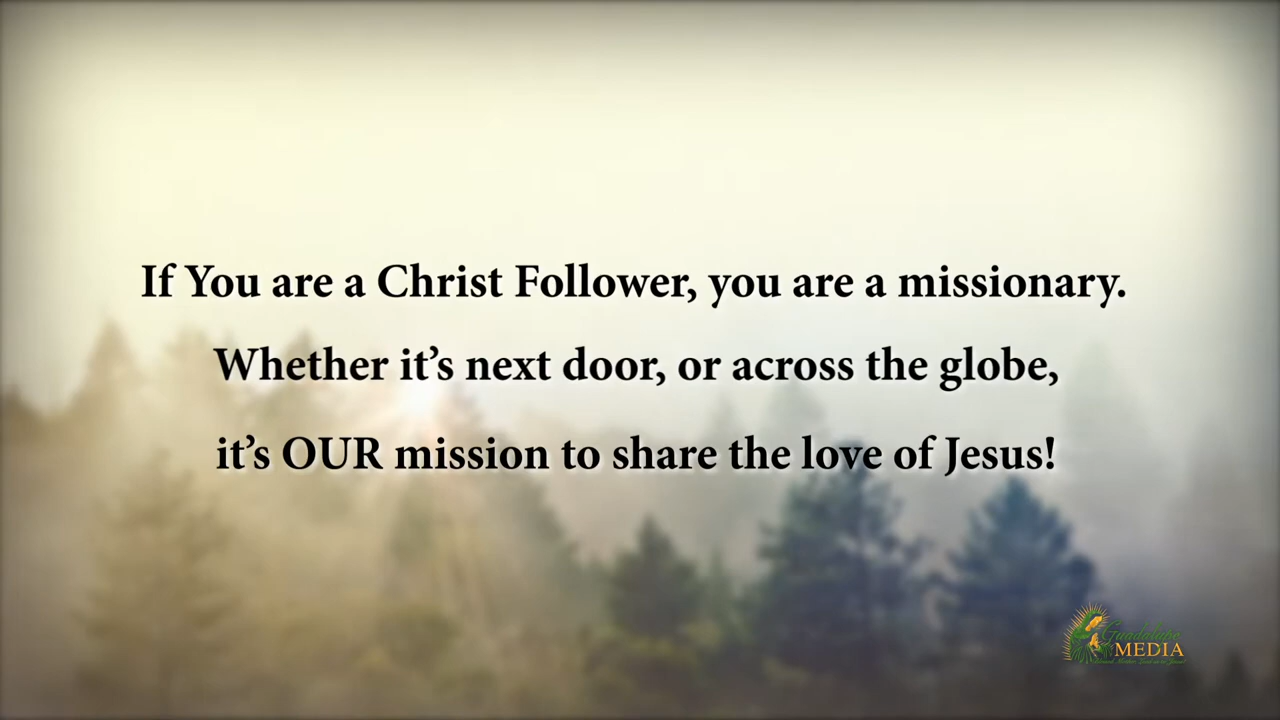 If You are a Christ Follower, you are a missionary.
Whether it’s next door, or across the globe,
it’s OUR mission to share the love of Jesus!
Guadalupe
MEDIA